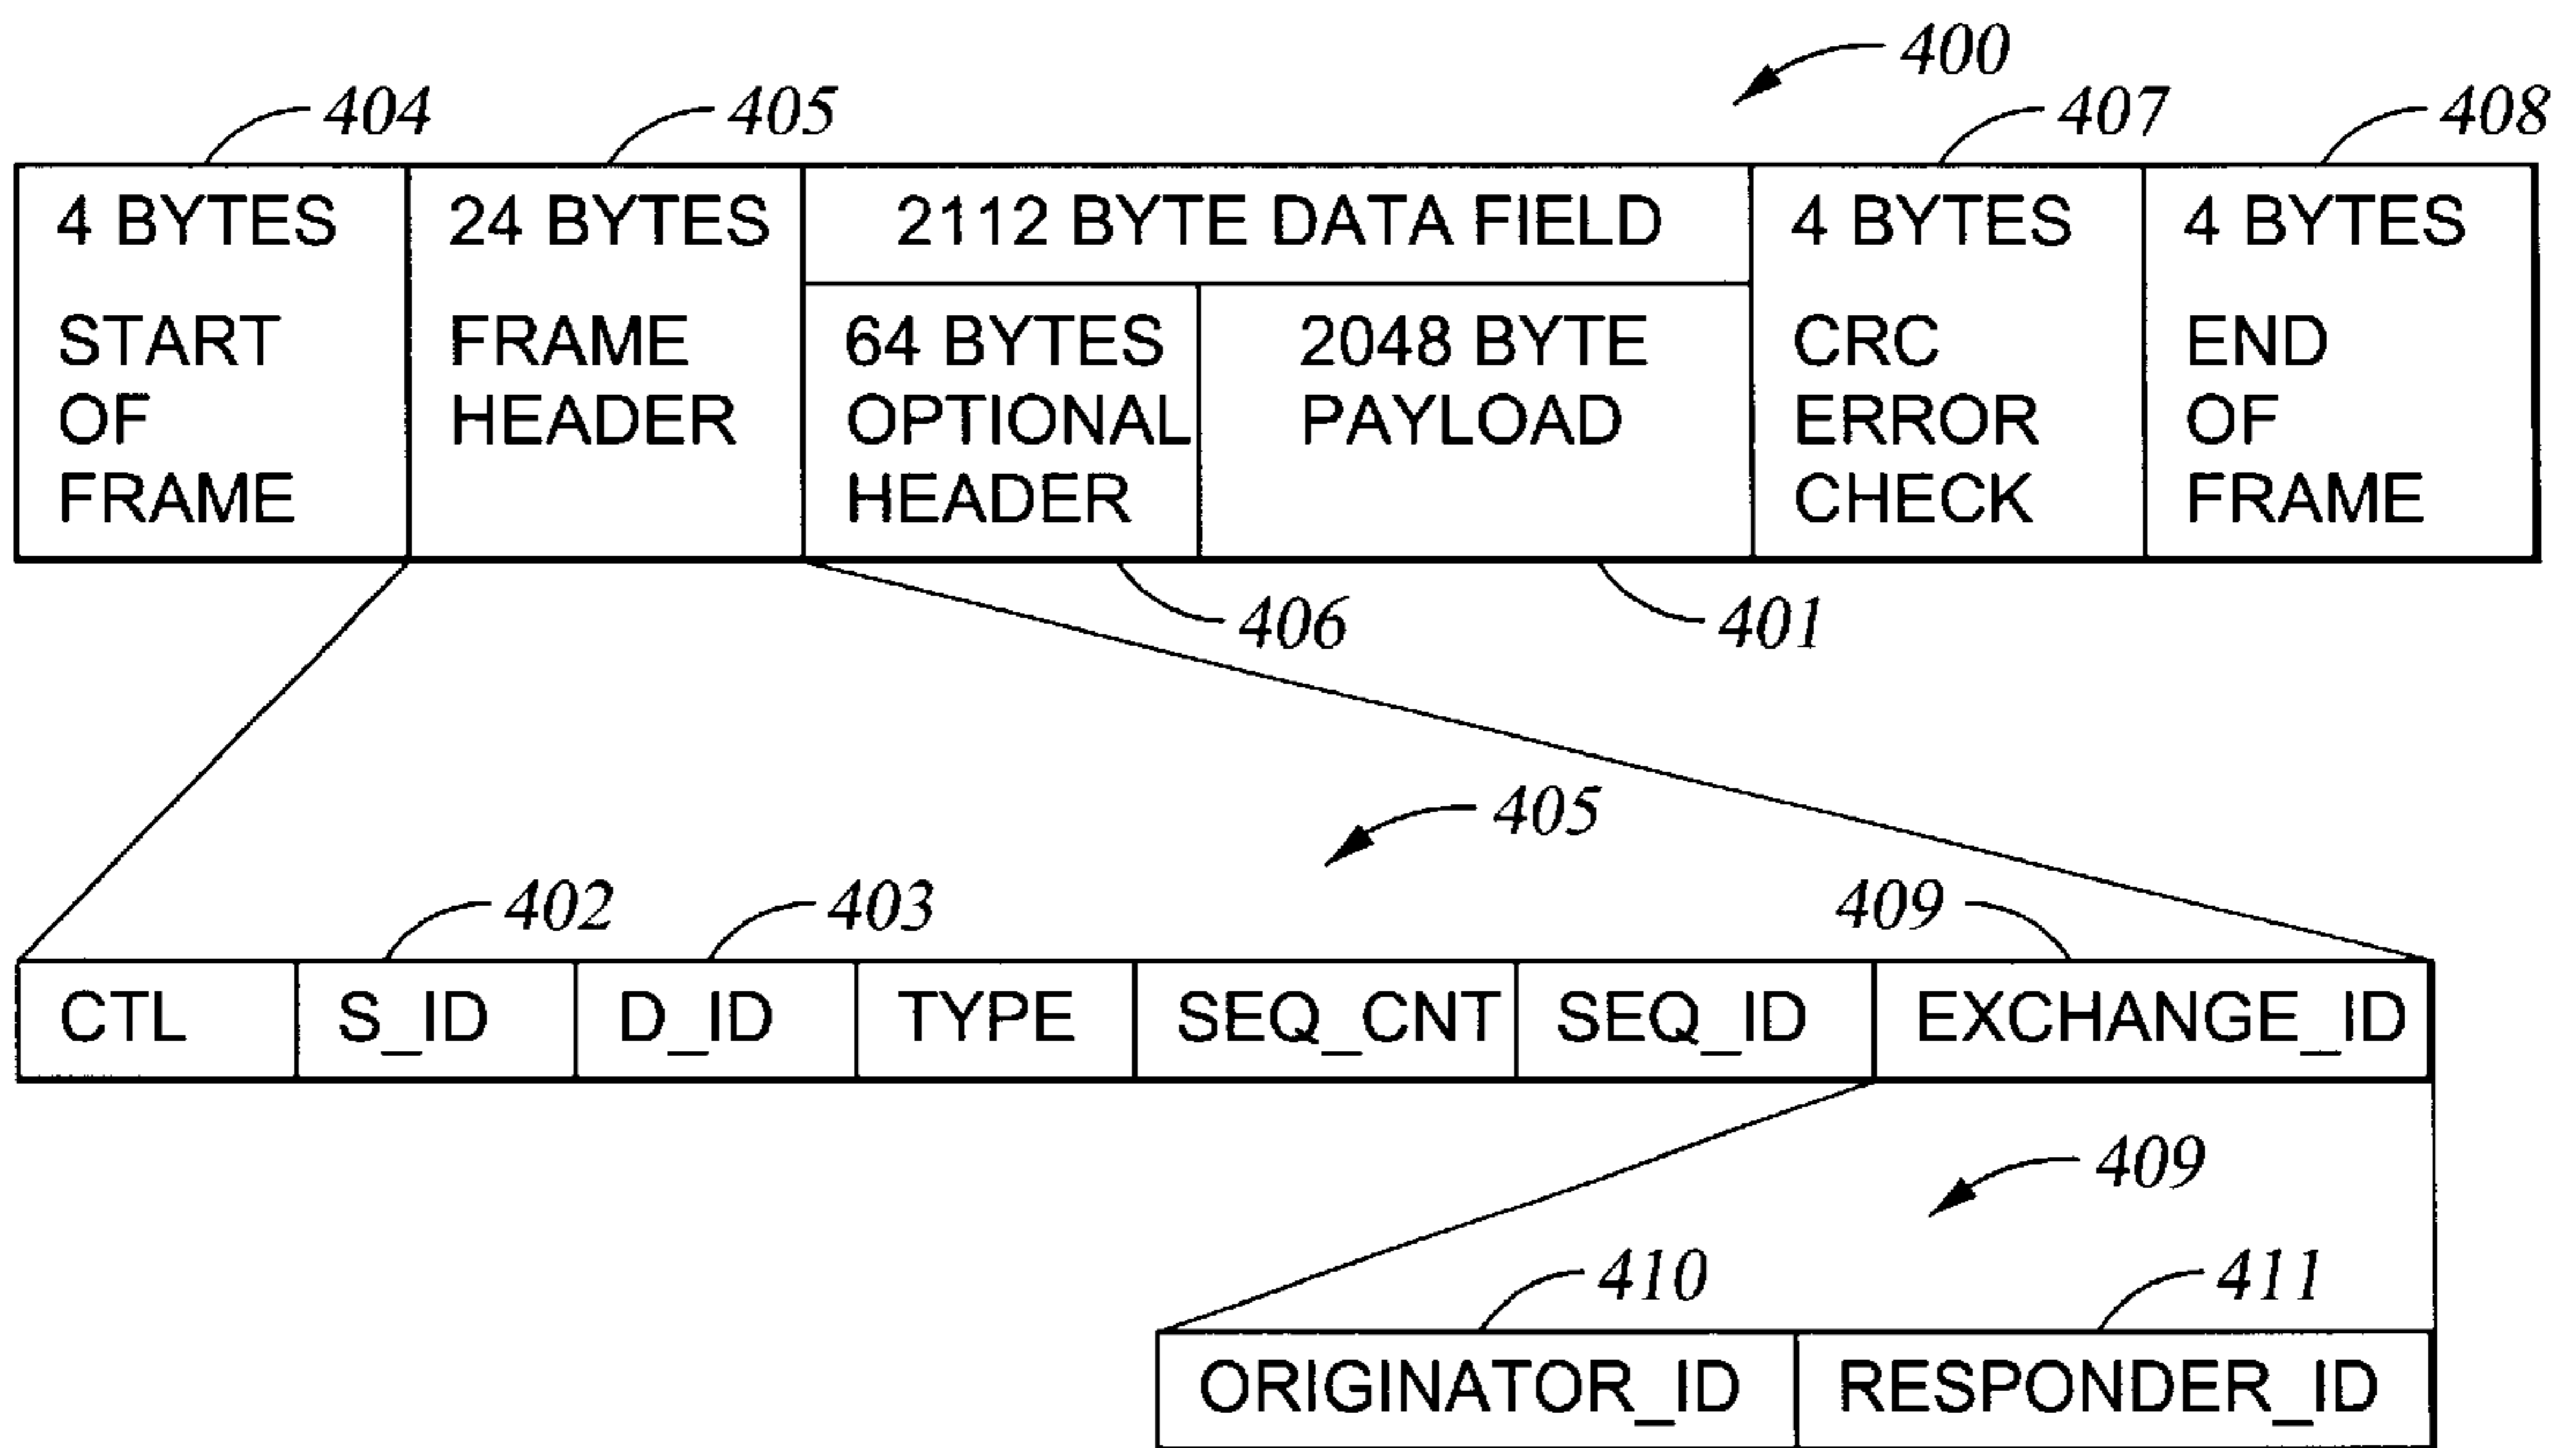 400
404
405
407
408
4 BYTES
START
OF
FRAME
24 BYTES
FRAME
HEADER
2112 BYTE DATA FIELD
64 BYTES
OPTIONAL
HEADER
2048 BYTE
PAYLOAD
4 BYTES
CRC
ERROR
CHECK
4 BYTES
END
OF
FRAME
406
401
405
402
403
409
CTL
S_ID
D_ID
TYPE
SEQ_CNT
SEQ_ID
EXCHANGE_ID
409
410
411
ORIGINATOR_ID
RESPONDER_ID